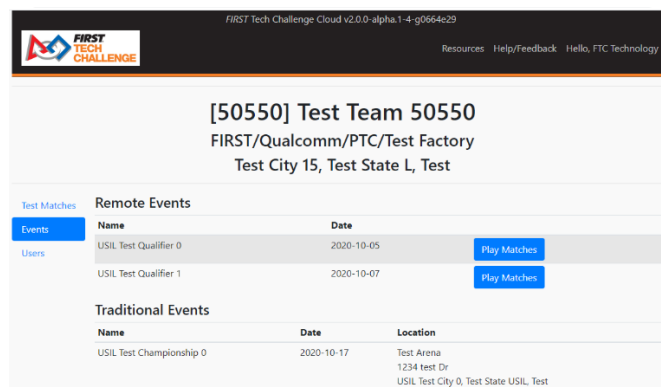 FIRST Tech Challenge Cloud v2.0.0-alpha.1-4-g0664e29
FIRST
TECH
CHALLENGE
Resources Help/Feedback Hello, FTC Technology
[50550] Test Team 50550
FIRST/Qualcomm/PTC/Test Factory
Test City 15, Test State L, Test
Test Matches
Events
Users
Remote Events
Name Date
USIL Test Qualifier 0 2020-10-05 Play Matches
USIL Test Qualifier 1 2020-10-07 Play Matches
Traditional Events
Name Date Location
USIL Test Championship 0 2020-10-17 Test Arena
1234 test Dr
USIL Test City 0, Test State USIL, Test